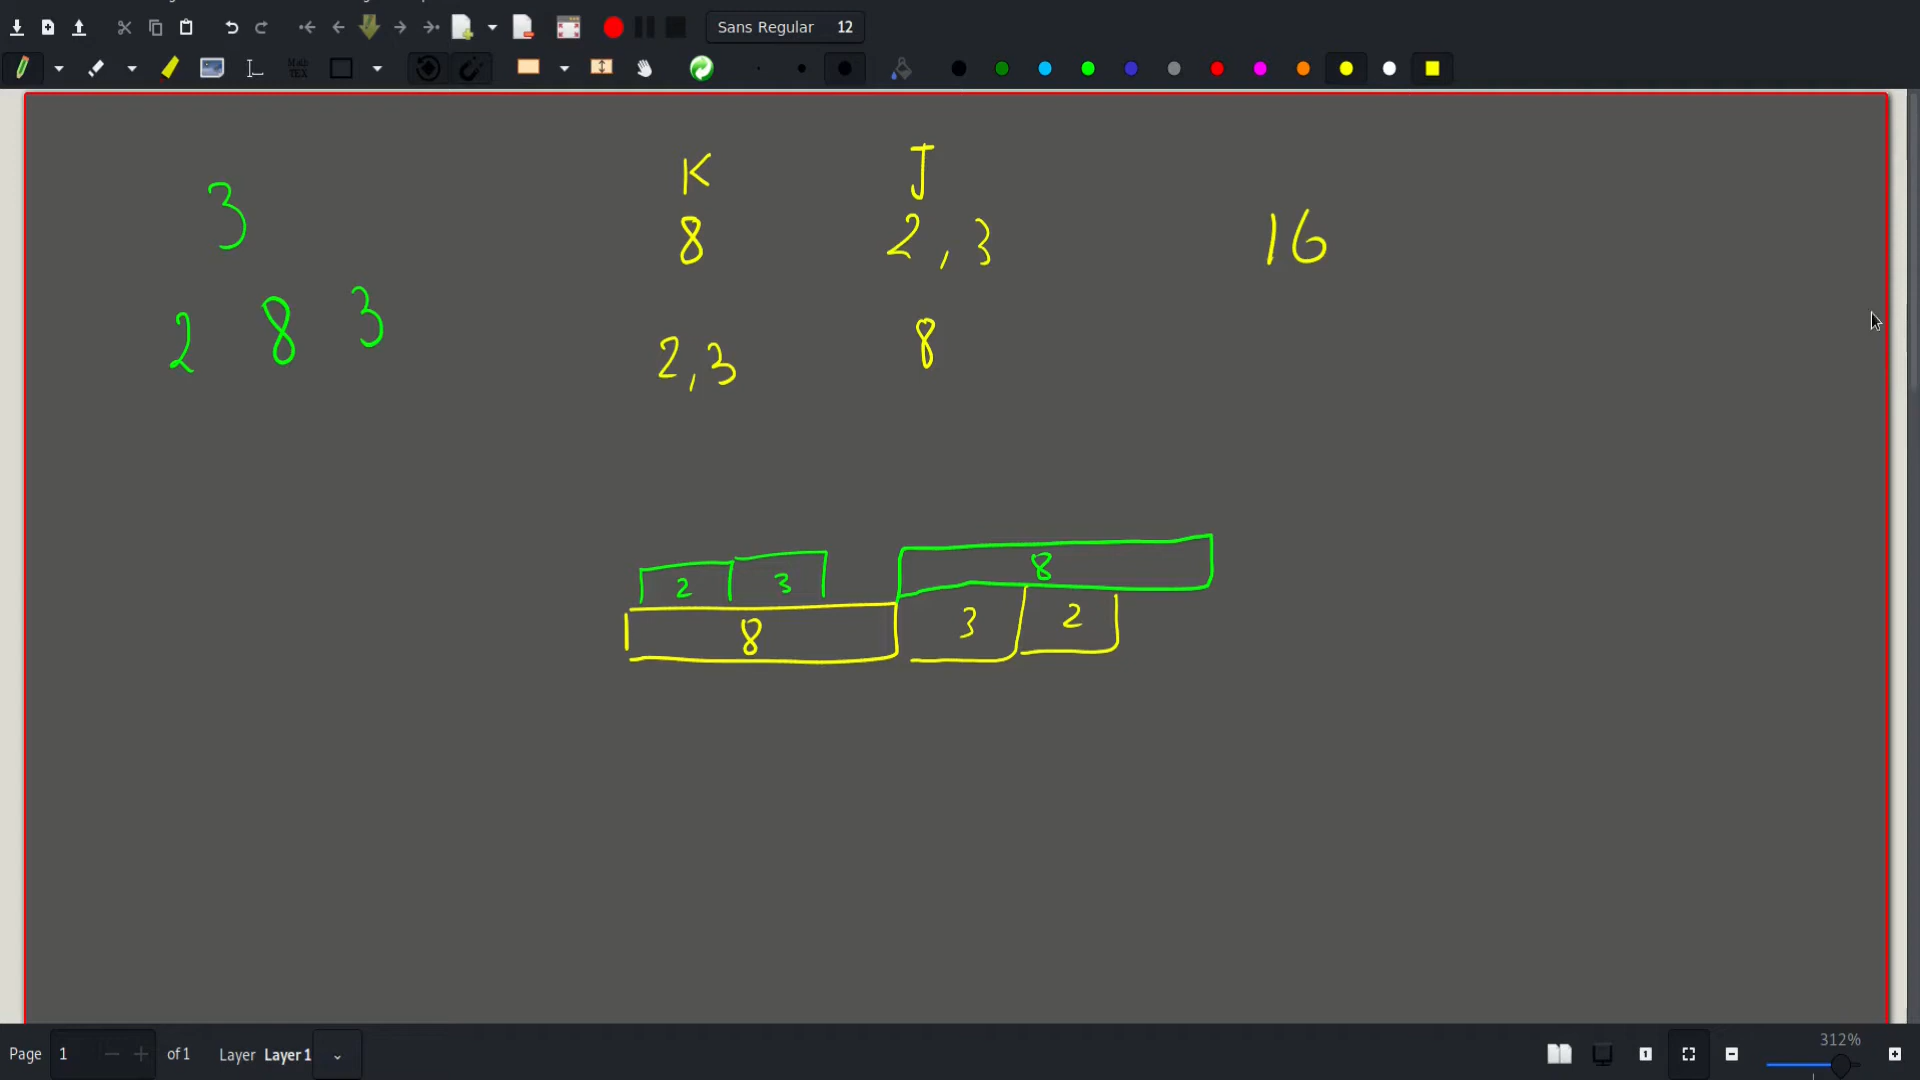 Sans Regular 12
K J
3
8 2, 3 16
2 8 3
2,3 8
2 3 8
8 3 2
Page 1 of 1 Layer Layer 1
312%